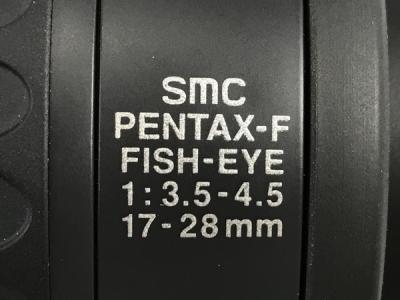 smc
PENTAX-F
FISH-EYE
1:3.5-4.5
17-28mm